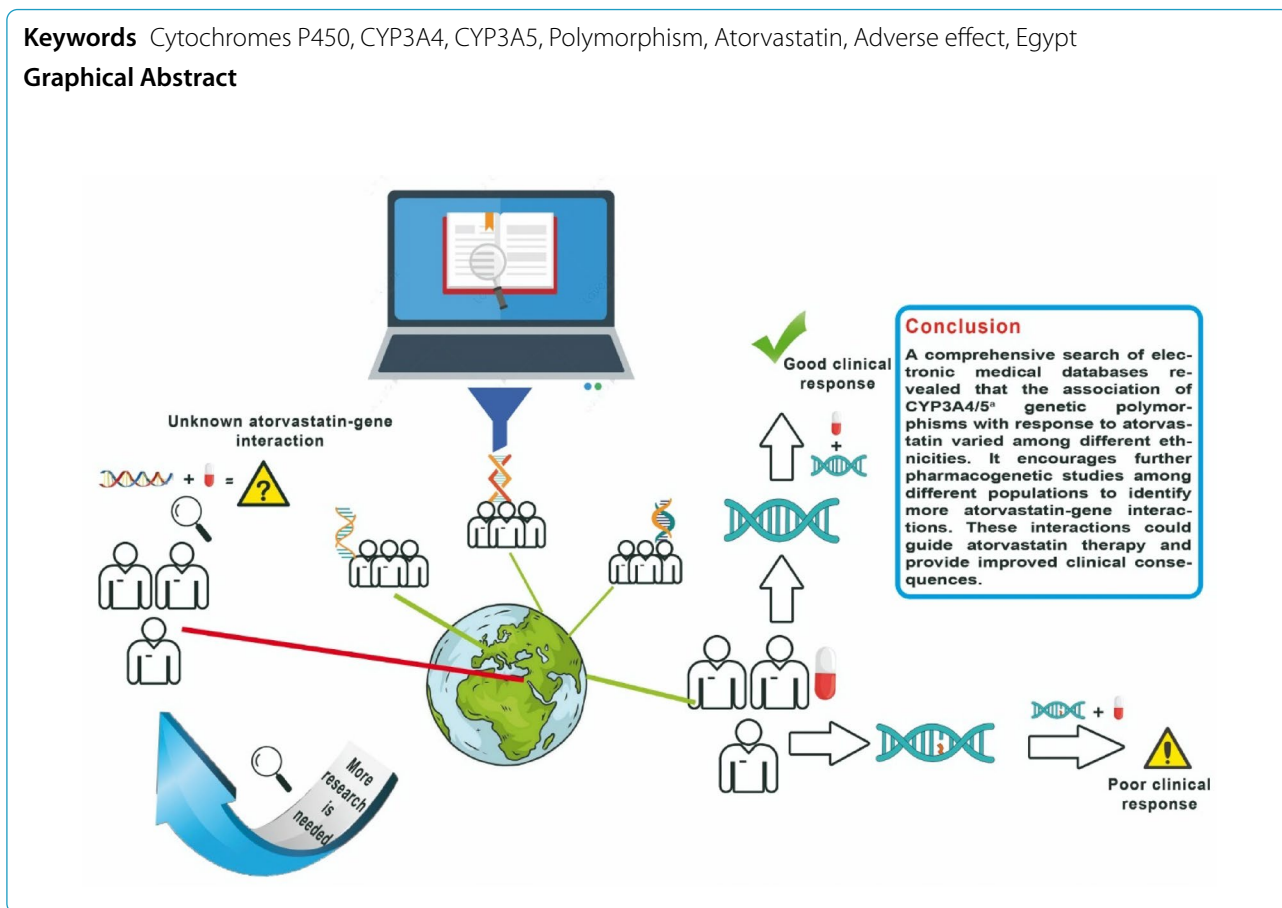 Keywords Cytochromes P450, CYP3A4, CYP3A5, Polymorphism, Atorvastatin, Adverse effect, Egypt
Graphical Abstract
Unknown atorvastatin-gene
interaction
+ =
?
More
research
is
needed
Good clinical
response
+
Conclusion
A comprehensive search of elec-
tronic medical databases re-
vealed that the association of
CYP3A4/5ª genetic polymor-
phisms with response to atorvas-
tatin varied among different eth-
nicities. It encourages further
pharmacogenetic studies among
different populations to identify
more atorvastatin-gene interac-
tions. These interactions could
guide atorvastatin therapy and
provide improved clinical conse-
quences.
+
!
Poor clinical
response